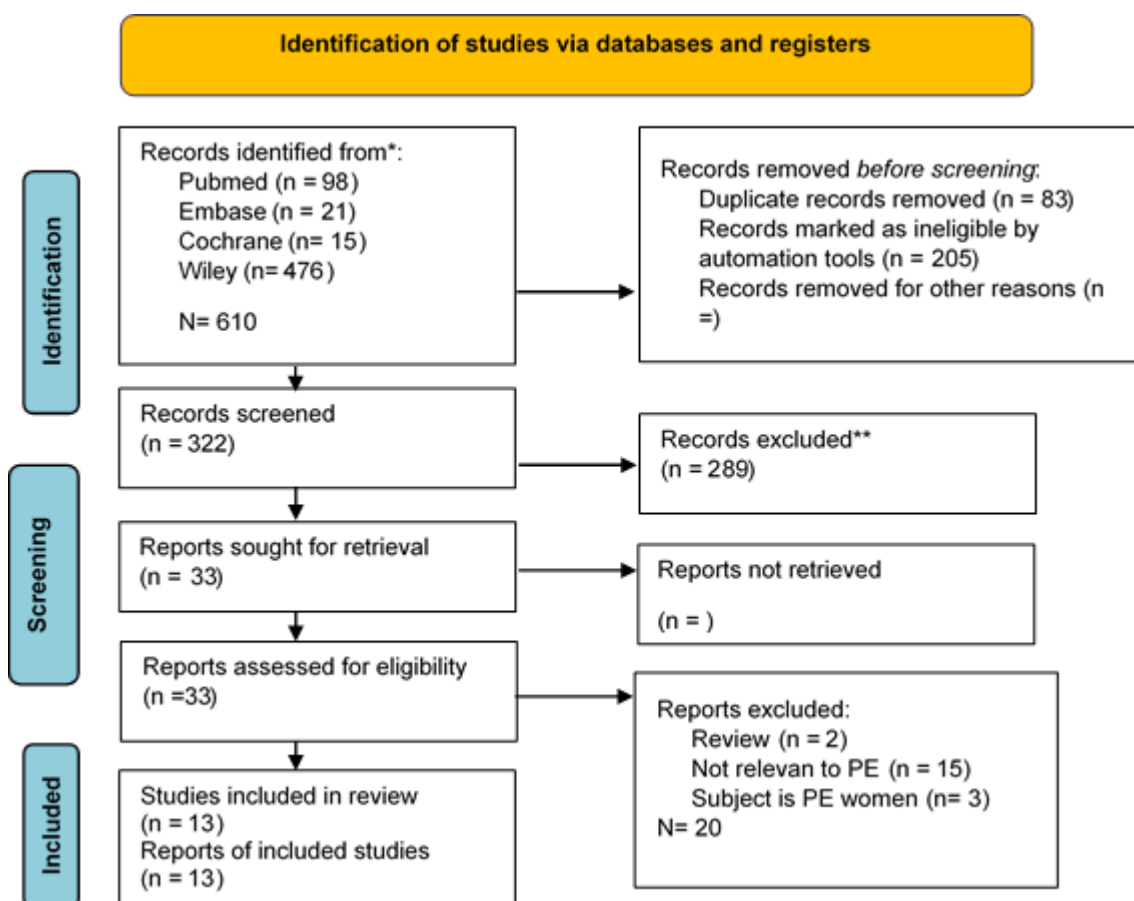 Identification of studies via databases and registers
Identification
Records identified from*:
Pubmed (n = 98)
Embase (n = 21)
Cochrane (n= 15)
Wiley (n= 476)
N= 610
Records removed before screening:
Duplicate records removed (n = 83)
Records marked as ineligible by
automation tools (n = 205)
Records removed for other reasons (n
=)
Screening
Records screened
(n = 322)
Records excluded**
(n = 289)
Reports sought for retrieval
(n = 33)
Reports not retrieved
(n = )
Reports assessed for eligibility
(n =33)
Reports excluded:
Review (n = 2)
Not relevan to PE (n = 15)
Subject is PE women (n= 3)
N= 20
Included
Studies included in review
(n = 13)
Reports of included studies
(n = 13)